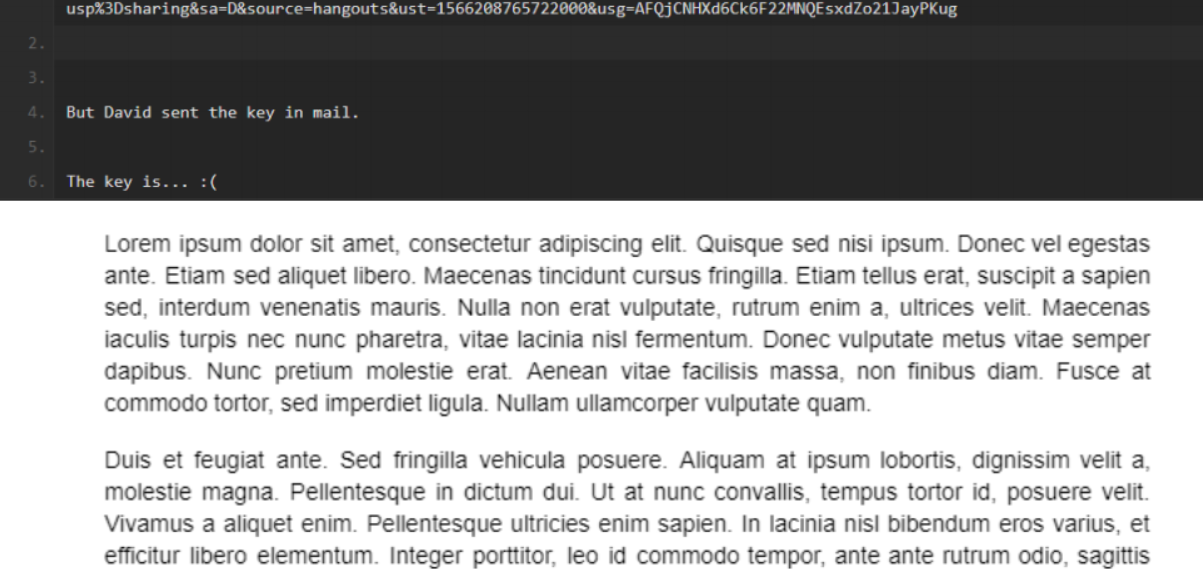 usp%3Dsharing&sa=D&source=hangouts&ust=1566208765722000&usg=AFQjCNHXd6Ck6F22MNQEsxdZo21JayPKug
2.
3.
4. But David sent the key in mail.
5.
6. The key is... :(
Lorem ipsum dolor sit amet, consectetur adipiscing elit. Quisque sed nisi ipsum. Donec vel egestas
ante. Etiam sed aliquet libero. Maecenas tincidunt cursus fringilla. Etiam tellus erat, suscipit a sapien
sed, interdum venenatis mauris. Nulla non erat vulputate, rutrum enim a, ultrices velit. Maecenas
iaculis turpis nec nunc pharetra, vitae lacinia nisl fermentum. Donec vulputate metus vitae semper
dapibus. Nunc pretium molestie erat. Aenean vitae facilisis massa, non finibus diam. Fusce at
commodo tortor, sed imperdiet ligula. Nullam ullamcorper vulputate quam.
Duis et feugiat ante. Sed fringilla vehicula posuere. Aliquam at ipsum lobortis, dignissim velit a,
molestie magna. Pellentesque in dictum dui. Ut at nunc convallis, tempus tortor id, posuere velit.
Vivamus a aliquet enim. Pellentesque ultricies enim sapien. In lacinia nisl bibendum eros varius, et
efficitur libero elementum. Integer porttitor, leo id commodo tempor, ante ante rutrum odio, sagittis